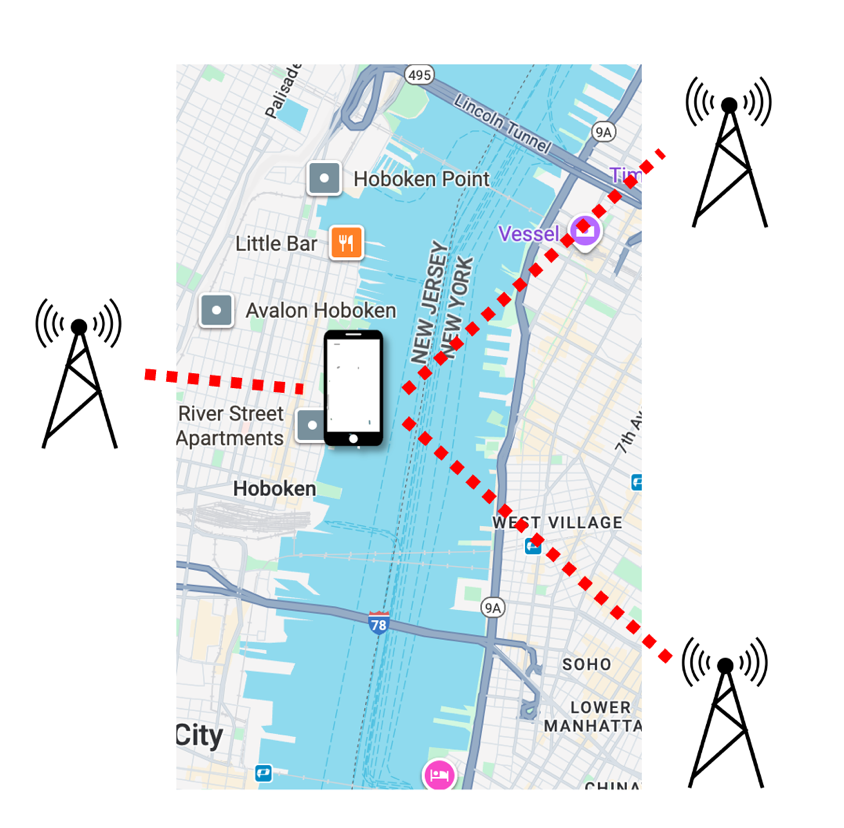 495
Palisade
Lincoln Tunnel
9A
Tim
Hoboken Point
Vessel
Little Bar
NEW JERSEY
NEW YORK
Avalon Hoboken
River Street
Apartments
7th Av
Hoboken
WEST VILLAGE
9A
78
SOHO
LOWER
MANHATTA
City
CHINA